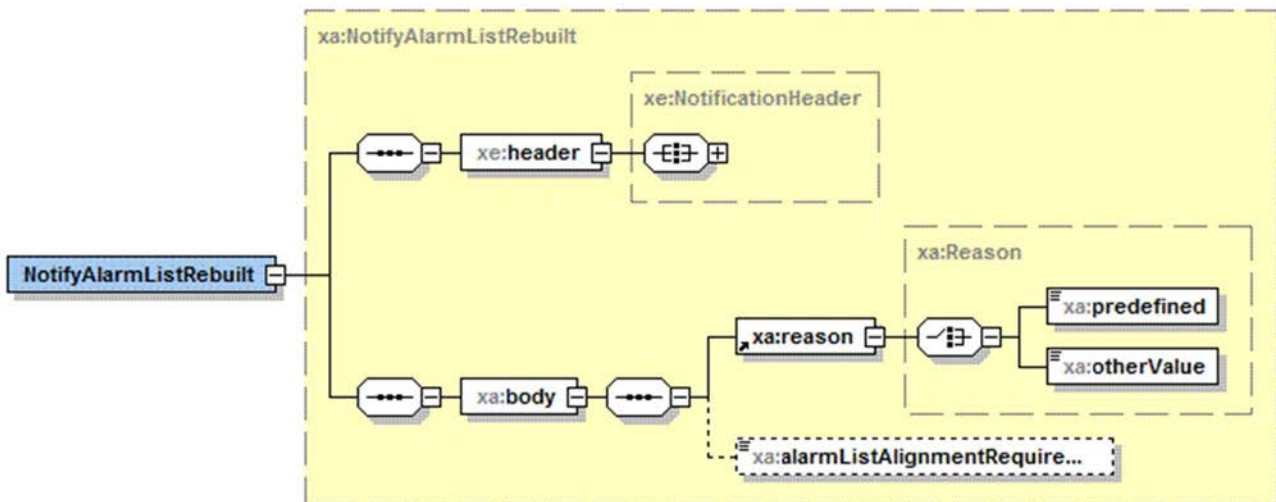 xa:NotifyAlarmListRebuilt
xe:NotificationHeader
xe:header
NotifyAlarmListRebuilt
xa:Reason
xa:predefined
xa:reason
xa:otherValue
xa:body
xa:alarmListAlignmentRequire...